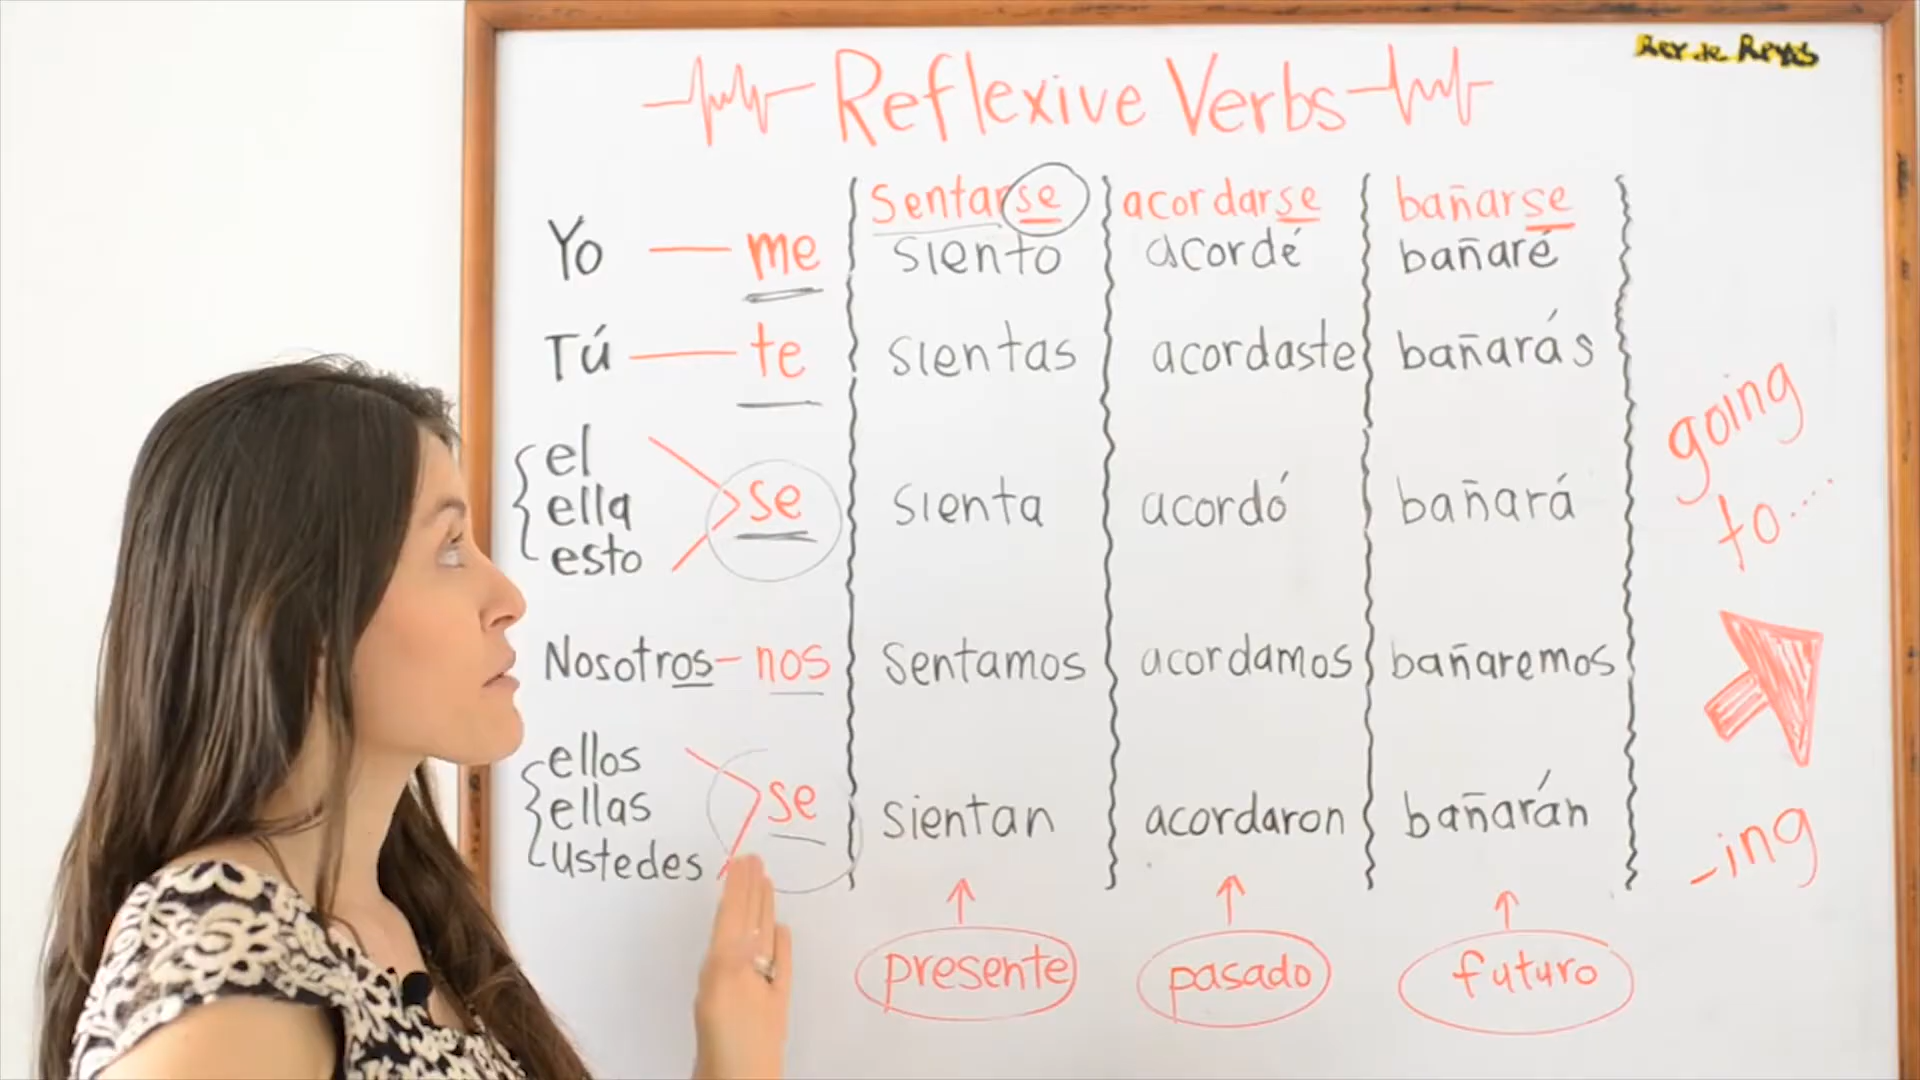 Rey de Reyes
Reflexive Verbs
sentarse acordarse bañarse
Yo — me siento acordé bañaré
Tú — te sientas acordaste bañarás
el
ella se sienta acordó bañará
esto
Nosotros - nos sentamos acordamos bañaremos
ellos
ellas se sientan acordaron bañarán
ustedes
presente pasado futuro
going
to.....
-ing